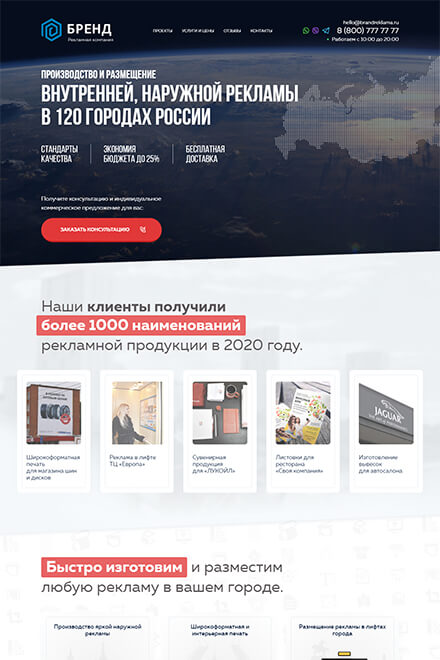 БРЕНД
Рекламная компания
ПРОЕКТЫ УСЛУГИ И ЦЕНЫ ОТЗЫВЫ КОНТАКТЫ
hello@brandreklama.ru
8 (800) 777 77 77
Работаем с 10:00 до 20:00
ПРОИЗВОДСТВО И РАЗМЕЩЕНИЕ
ВНУТРЕННЕЙ, НАРУЖНОЙ РЕКЛАМЫ
В 120 ГОРОДАХ РОССИИ
СТАНДАРТЫ
КАЧЕСТВА
ЭКОНОМИЯ
БЮДЖЕТА ДО 25%
БЕСПЛАТНАЯ
ДОСТАВКА
Получите консультацию и индивидуальное
коммерческое предложение для вас:
ЗАКАЗАТЬ КОНСУЛЬТАЦИЮ
Наши клиенты получили
более 1000 наименований
рекламной продукции в 2020 году.
JAGUAR
Широкоформатная
печать
для магазина шин
и дисков
Реклама в лифте
ТЦ «Европа»
Сувенирная
продукция
для «ЛУКОЙЛ»
Листовки для
ресторана
«Своя компания»
Изготовление
вывесок
для автосалона
Быстро изготовим и разместим
любую рекламу в вашем городе.
Производство яркой наружной
рекламы
Широкоформатная и
интерьерная печать
Размещение рекламы в лифтах
города